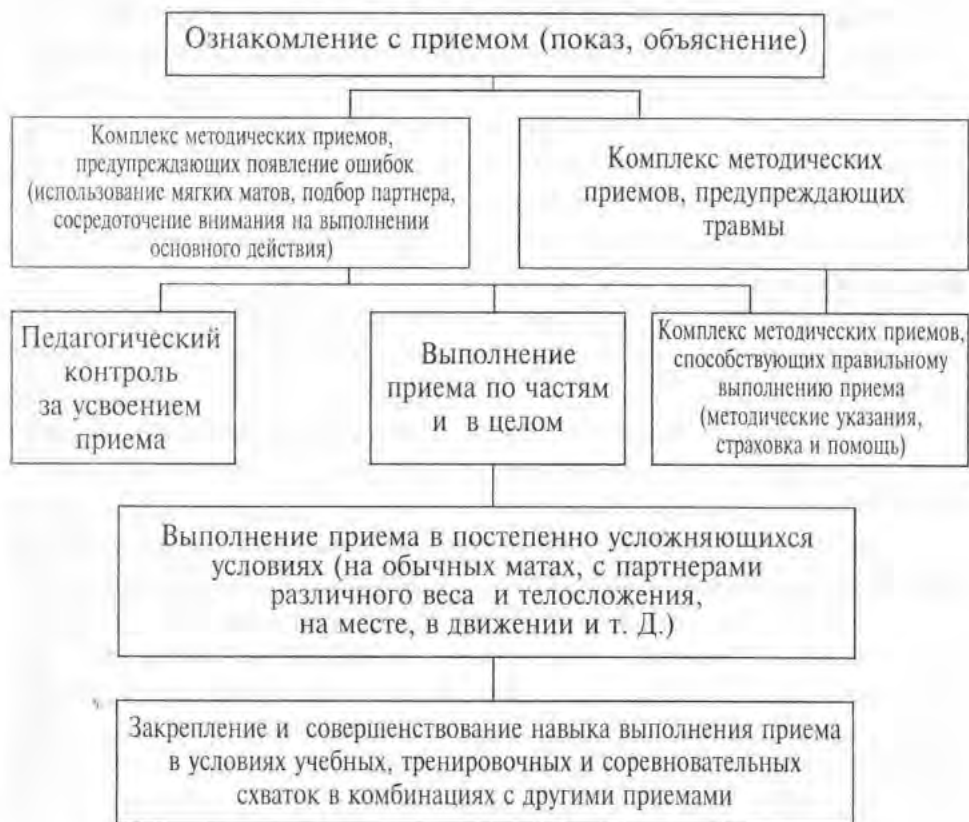 Ознакомление с приемом (показ, объяснение)
Комплекс методических приемов,
предупреждающих появление ошибок
(использование мягких матов, подбор партнера,
сосредоточение внимания на выполнении
основного действия)
Комплекс методических
приемов, предупреждающих
травмы
Педагогический
контроль
за усвоением
приема
Выполнение
приема по частям
и в целом
Комплекс методических приемов,
способствующих правильному
выполнению приема
(методические указания,
страховка и помощь)
Выполнение приема в постепенно усложняющихся
условиях (на обычных матах, с партнерами
различного веса и телосложения,
на месте, в движении и т. Д.)
Закрепление и совершенствование навыка выполнения приема
в условиях учебных, тренировочных и соревновательных
схваток в комбинациях с другими приемами